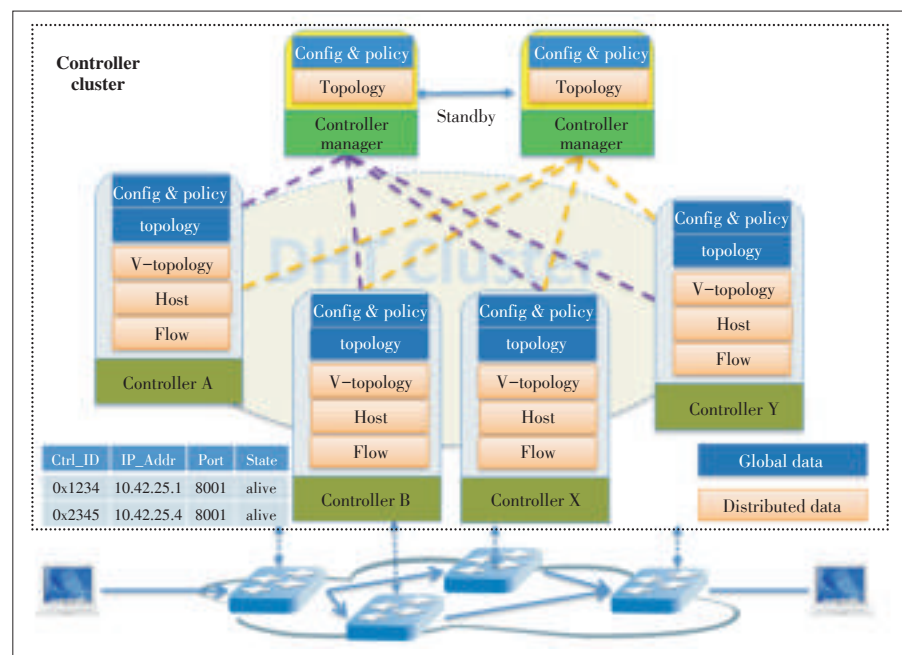 Controller
cluster
Config & policy
Topology
Controller
manager
Standby
Config & policy
Topology
Controller
manager
DHT Cluster
Config & policy
topology
V-topology
Host
Flow
Controller A
Config & policy
topology
V-topology
Host
Flow
Controller B
Config & policy
topology
V-topology
Host
Flow
Controller X
Config & policy
topology
V-topology
Host
Flow
Controller Y
Ctrl_ID IP_Addr Port State
0x1234 10.42.25.1 8001 alive
0x2345 10.42.25.4 8001 alive
Global data
Distributed data